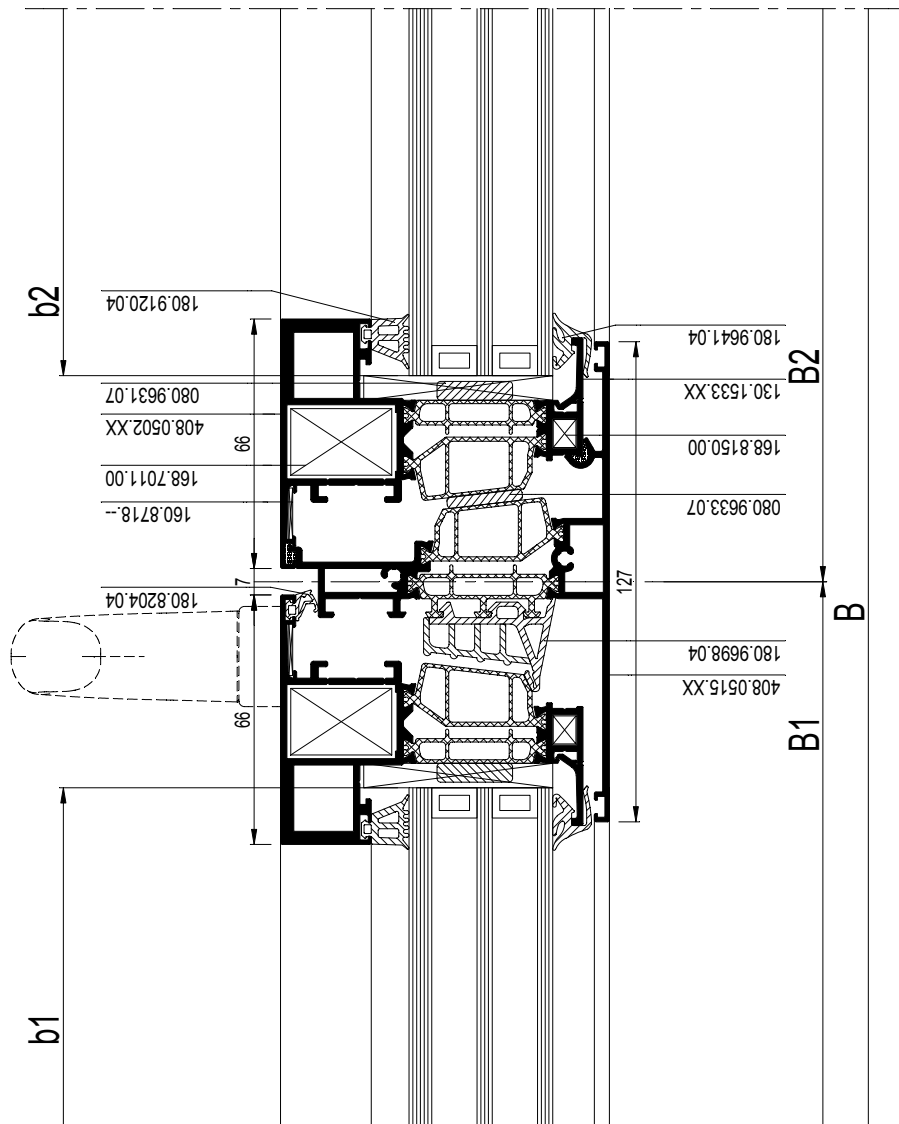 b2
180.9120.04
180.9641.04
B2
080.9631.07
130.1533.XX
408.0502.XX
66
168.8150.00
168.7011.00
160.8718.--
080.9633.07
7
127
180.8204.04
B
180.9698.04
408.0515.XX
66
B1
b1